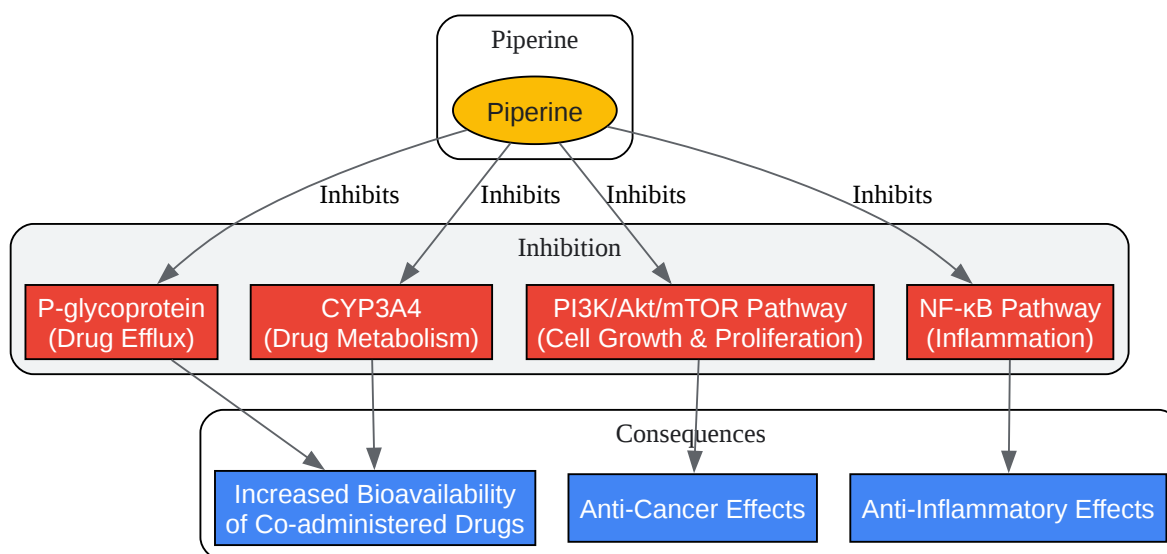 Piperine
Piperine
Inhibits
Inhibits
Inhibits
Inhibits
Inhibition
P-glycoprotein
(Drug Efflux)
CYP3A4
(Drug Metabolism)
PI3K/Akt/mTOR Pathway
(Cell Growth & Proliferation)
NF-κB Pathway
(Inflammation)
Consequences
Increased Bioavailability
of Co-administered Drugs
Anti-Cancer Effects
Anti-Inflammatory Effects